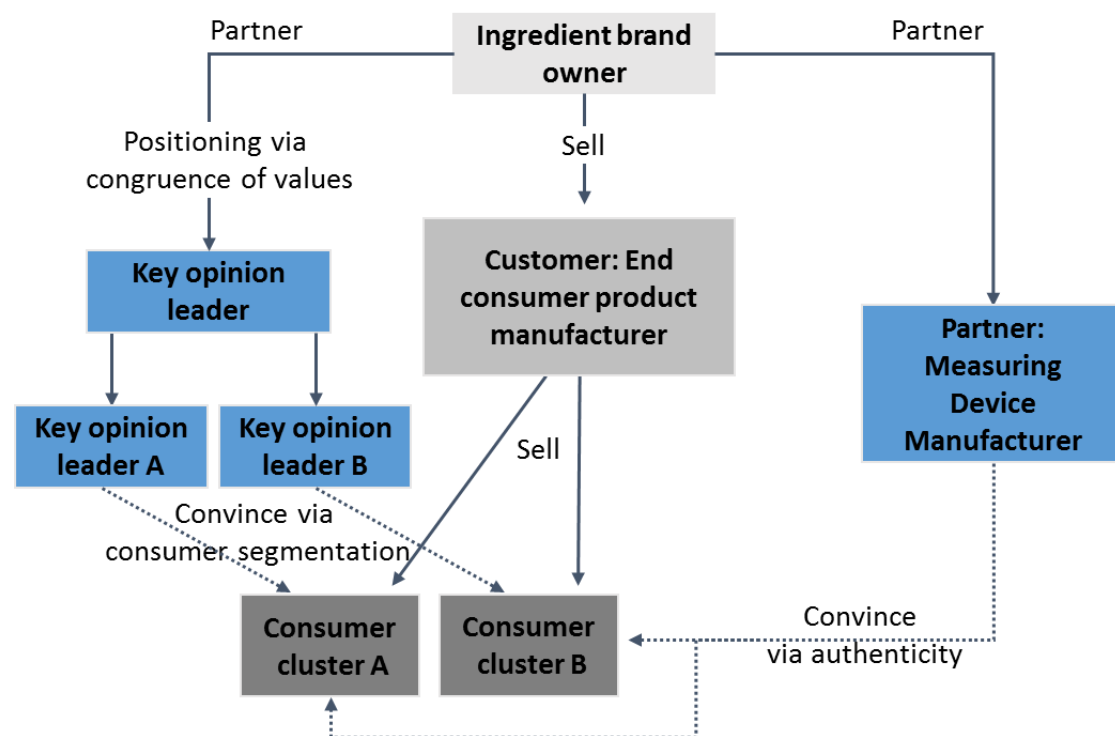 Partner
Ingredient brand
owner
Partner
Positioning via
congruence of values
Sell
Key opinion
leader
Customer: End
consumer product
manufacturer
Partner:
Measuring
Device
Manufacturer
Key opinion
leader A
Key opinion
leader B
Sell
Convince via
consumer segmentation
Consumer
cluster A
Consumer
cluster B
Convince
via authenticity